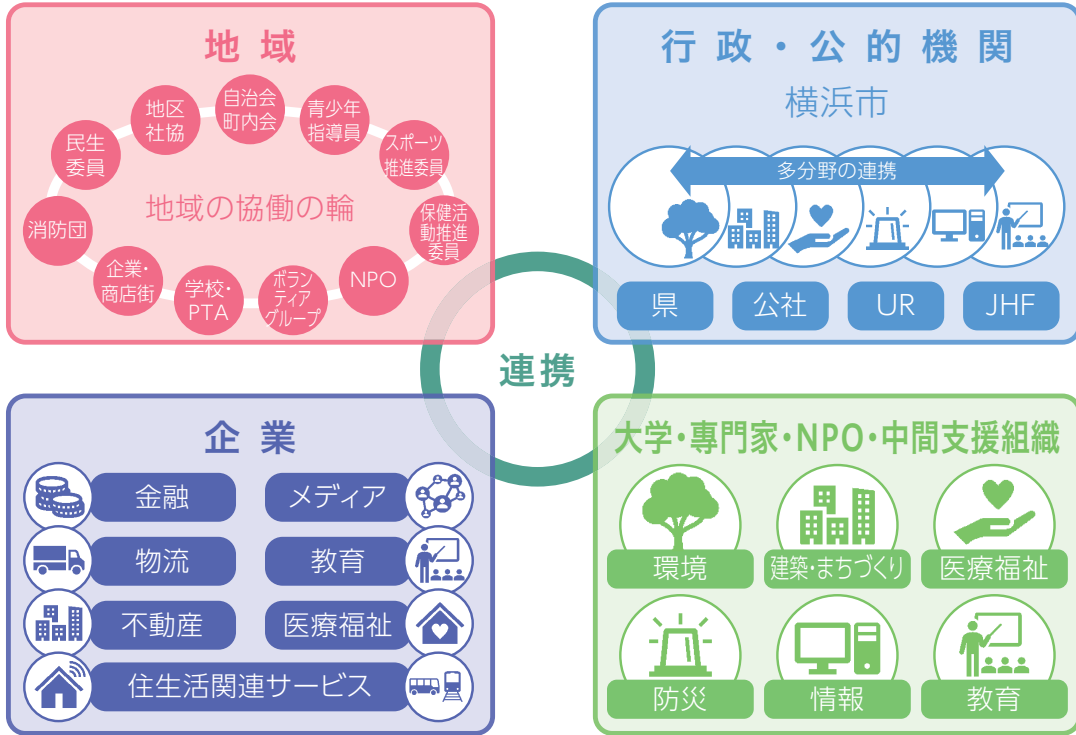 地域
自治会
町内会
青少年
指導員
スポーツ
推進委員
保健活
動推進
委員
NPO
ボラン
ティア
グループ
学校・
PTA
企業・
商店街
消防団
民生
委員
地区
社協
地域の協働の輪
行政・公的機関
横浜市
多分野の連携
県
公社
UR
JHF
連携
企業
金融
メディア
物流
教育
不動産
医療福祉
住生活関連サービス
大学・専門家・NPO・中間支援組織
環境
建築・まちづくり
医療福祉
防災
情報
教育